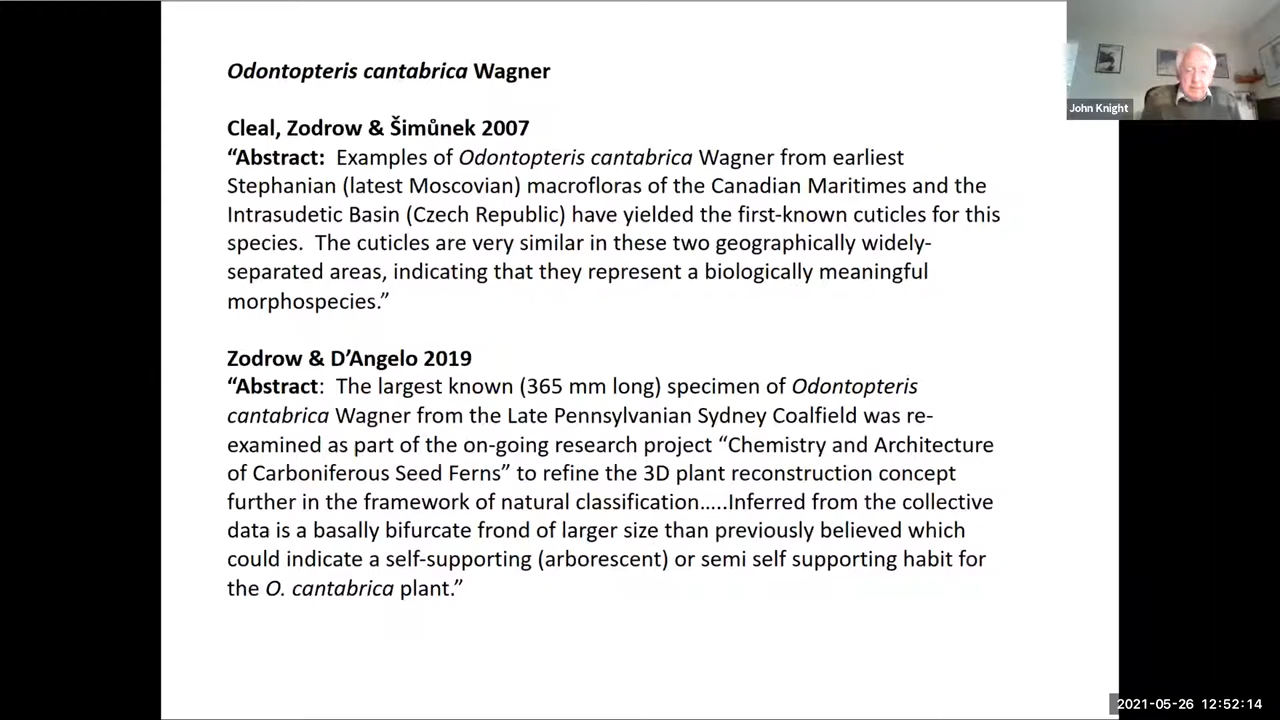 Odontopteris cantabrica Wagner
Cleal, Zodrow & Šimůnek 2007
“Abstract:  Examples of Odontopteris cantabrica Wagner from earliest
Stephanian (latest Moscovian) macrofloras of the Canadian Maritimes and the
Intrasudetic Basin (Czech Republic) have yielded the first-known cuticles for this
species.  The cuticles are very similar in these two geographically widely-
separated areas, indicating that they represent a biologically meaningful
morphospecies.”
Zodrow & D’Angelo 2019
“Abstract:  The largest known (365 mm long) specimen of Odontopteris
cantabrica Wagner from the Late Pennsylvanian Sydney Coalfield was re-
examined as part of the on-going research project “Chemistry and Architecture
of Carboniferous Seed Ferns” to refine the 3D plant reconstruction concept
further in the framework of natural classification…..Inferred from the collective
data is a basally bifurcate frond of larger size than previously believed which
could indicate a self-supporting (arborescent) or semi self supporting habit for
the O. cantabrica plant.”
John Knight
2021-05-26 12:52:14